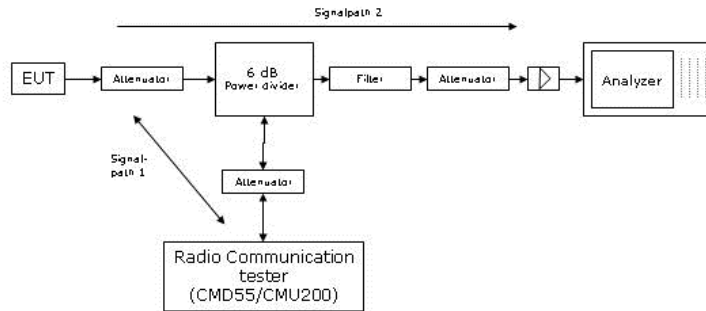 Signalpath 2
EUT
Attenuator
6 dB
Power divider
Filter
Attenuator
Analyzer
Signal-
path 1
Attenuator
Radio Communication
tester
(CMD55/CMU200)